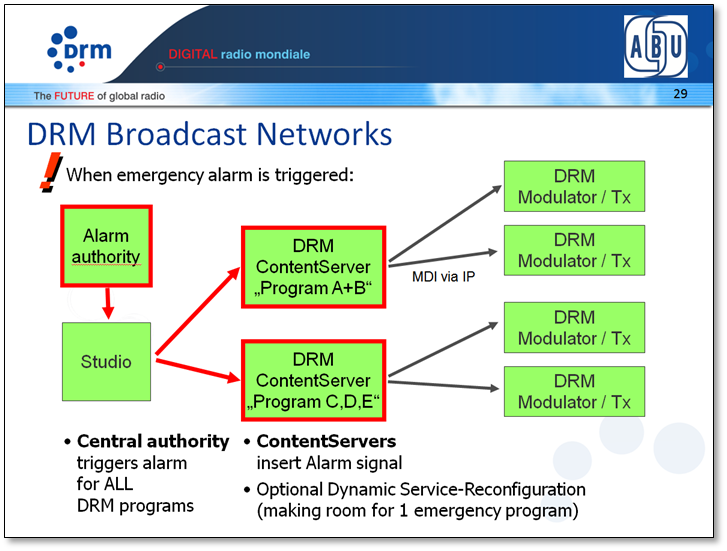 Drm
DIGITAL radio mondiale
ABU
The FUTURE of global radio
29
DRM Broadcast Networks
! When emergency alarm is triggered:
Alarm
authority
Studio
DRM
ContentServer
„Program A+B“
DRM
ContentServer
„Program C,D,E“
MDI via IP
DRM
Modulator / Tx
DRM
Modulator / Tx
DRM
Modulator / Tx
DRM
Modulator / Tx
• Central authority
triggers alarm
for ALL
DRM programs
• ContentServers
insert Alarm signal
• Optional Dynamic Service-Reconfiguration
(making room for 1 emergency program)